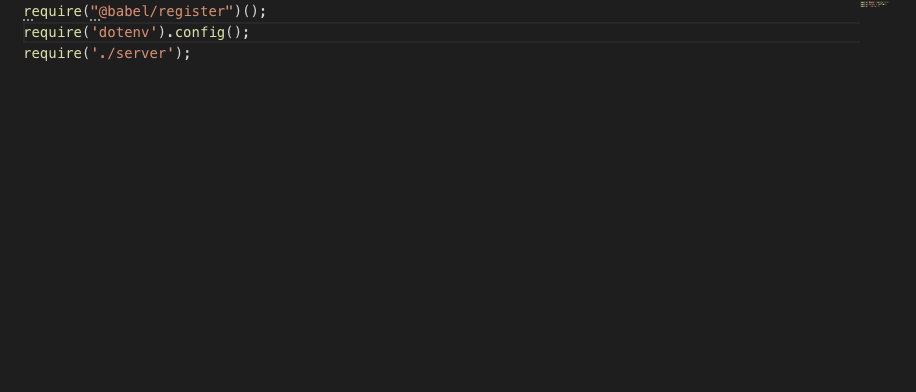 require("@babel/register")();
require('dotenv').config();
require('./server');